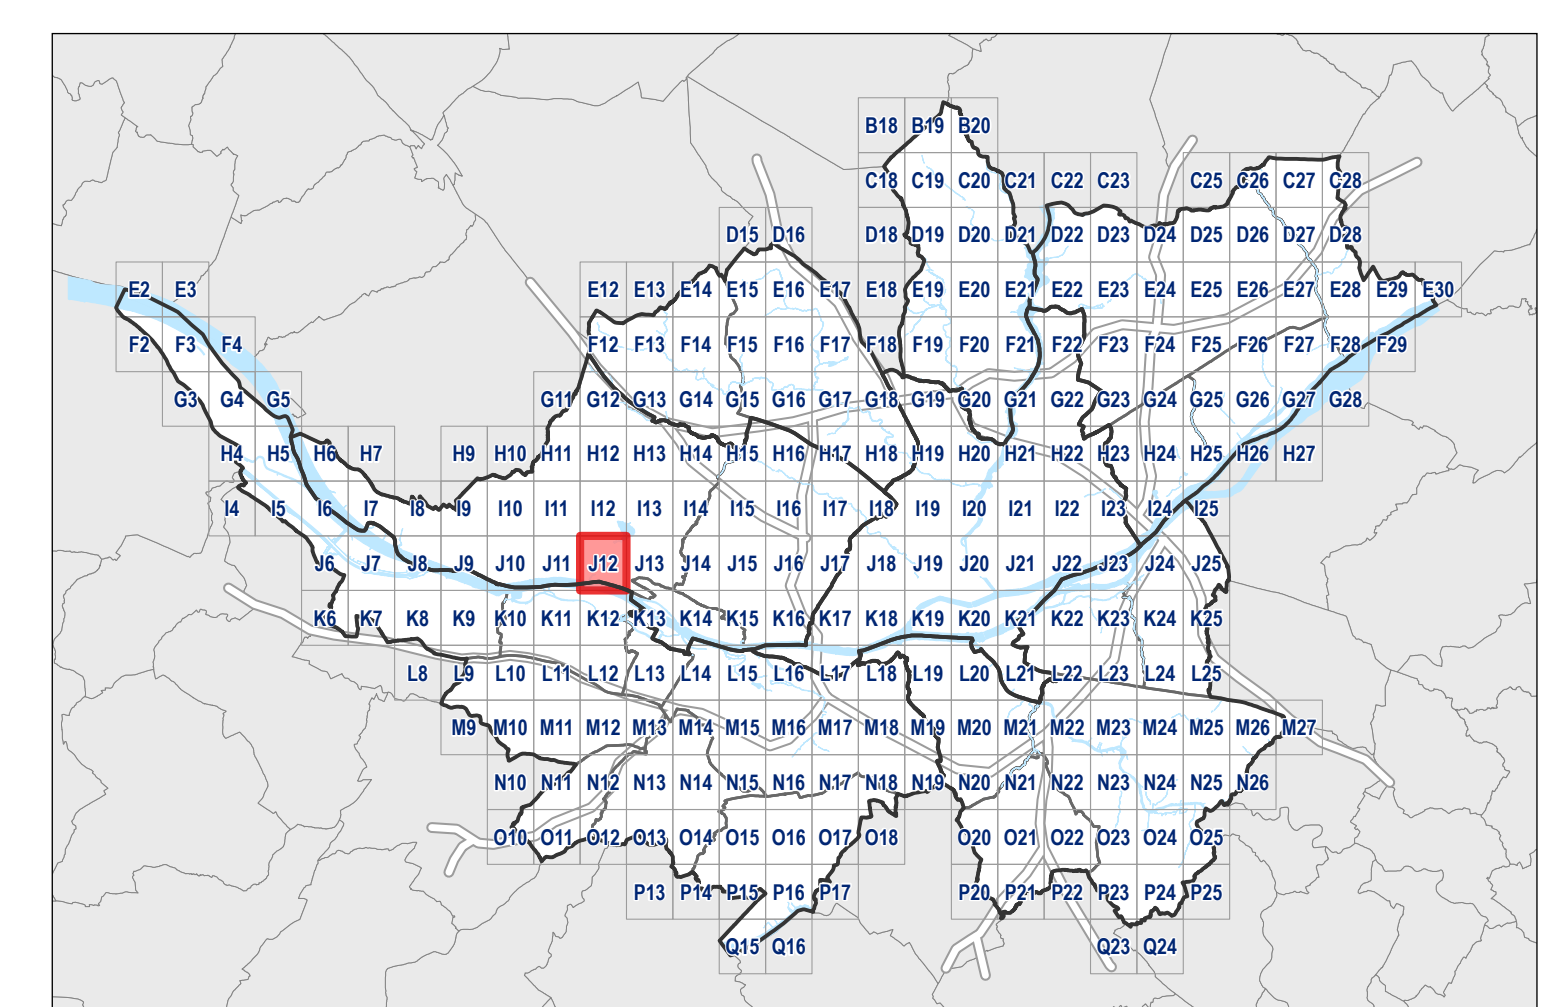 B18 B19 B20
C18 C19 C20 C21 C22 C23 C25 C26 C27 C28
D15 D16 D18 D19 D20 D21 D22 D23 D24 D25 D26 D27 D28
E2 E3 E12 E13 E14 E15 E16 E17 E18 E19 E20 E21 E22 E23 E24 E25 E26 E27 E28 E29 E30
F2 F3 F4 F12 F13 F14 F15 F16 F17 F18 F19 F20 F21 F22 F23 F24 F25 F26 F27 F28 F29
G3 G4 G5 G11 G12 G13 G14 G15 G16 G17 G18 G19 G20 G21 G22 G23 G24 G25 G26 G27 G28
H4 H5 H6 H7 H9 H10 H11 H12 H13 H14 H15 H16 H17 H18 H19 H20 H21 H22 H23 H24 H25 H26 H27
I4 I5 I6 I7 I8 I9 I10 I11 I12 I13 I14 I15 I16 I17 I18 I19 I20 I21 I22 I23 I24 I25
J6 J7 J8 J9 J10 J11 J12 J13 J14 J15 J16 J17 J18 J19 J20 J21 J22 J23 J24 J25
K6 K7 K8 K9 K10 K11 K12 K13 K14 K15 K16 K17 K18 K19 K20 K21 K22 K23 K24 K25
L8 L9 L10 L11 L12 L13 L14 L15 L16 L17 L18 L19 L20 L21 L22 L23 L24 L25
M9 M10 M11 M12 M13 M14 M15 M16 M17 M18 M19 M20 M21 M22 M23 M24 M25 M26 M27
N10 N11 N12 N13 N14 N15 N16 N17 N18 N19 N20 N21 N22 N23 N24 N25 N26
O10 O11 O12 O13 O14 O15 O16 O17 O18 O20 O21 O22 O23 O24 O25
P13 P14 P15 P16 P17 P20 P21 P22 P23 P24 P25
Q15 Q16 Q23 Q24